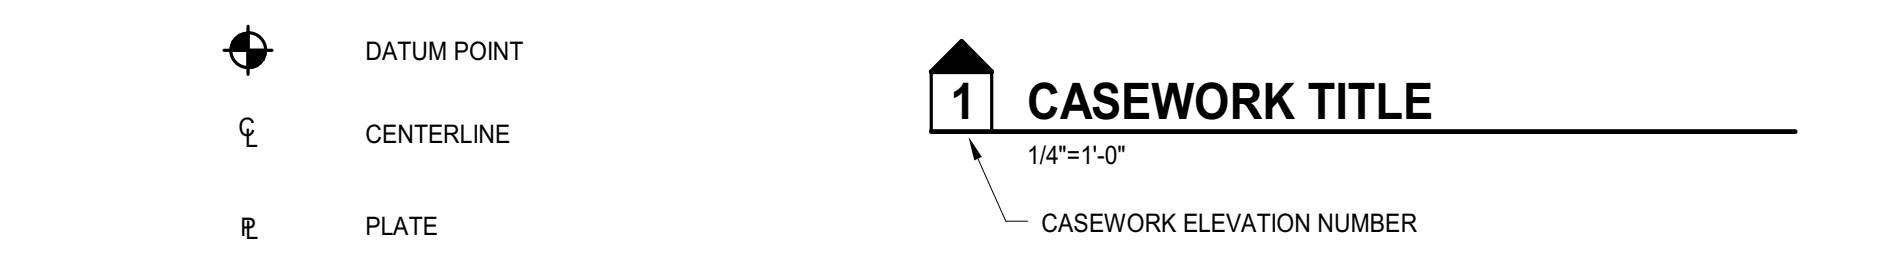 DATUM POINT
℄ CENTERLINE
⅊ PLATE
1 CASEWORK TITLE
1/4"=1'-0"
CASEWORK ELEVATION NUMBER